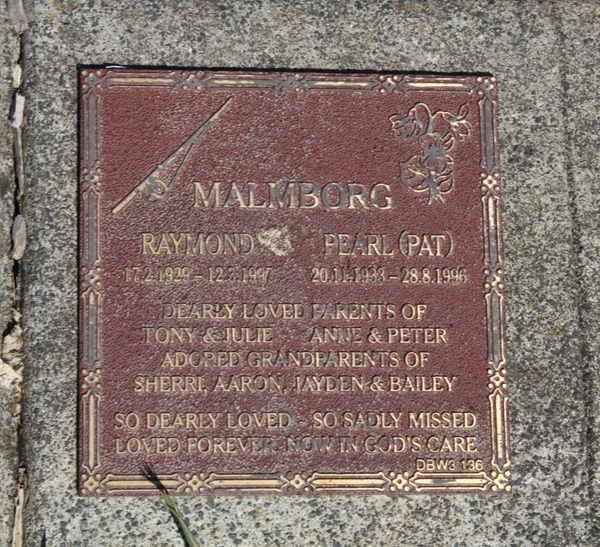 MALMBORG
RAYMOND PEARL (PAT)
17.2.1929 - 12.3.1997 20.11.1933 - 28.8.1996
DEARLY LOVED PARENTS OF
TONY & JULIE ANNE & PETER
ADORED GRANDPARENTS OF
SHERRI, AARON, JAYDEN & BAILEY
SO DEARLY LOVED - SO SADLY MISSED
LOVED FOREVER, NOW IN GOD'S CARE
DBW3 136